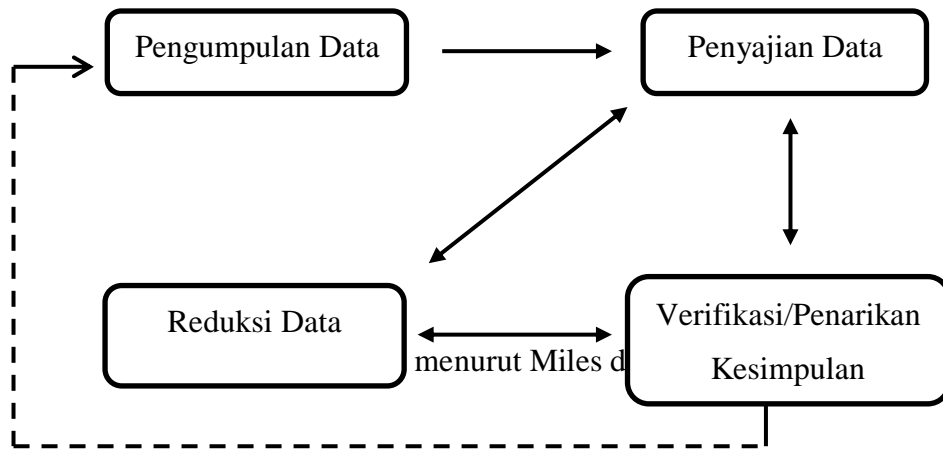 Pengumpulan Data
Penyajian Data
Reduksi Data
Verifikasi/Penarikan
Kesimpulan
menurut Miles d